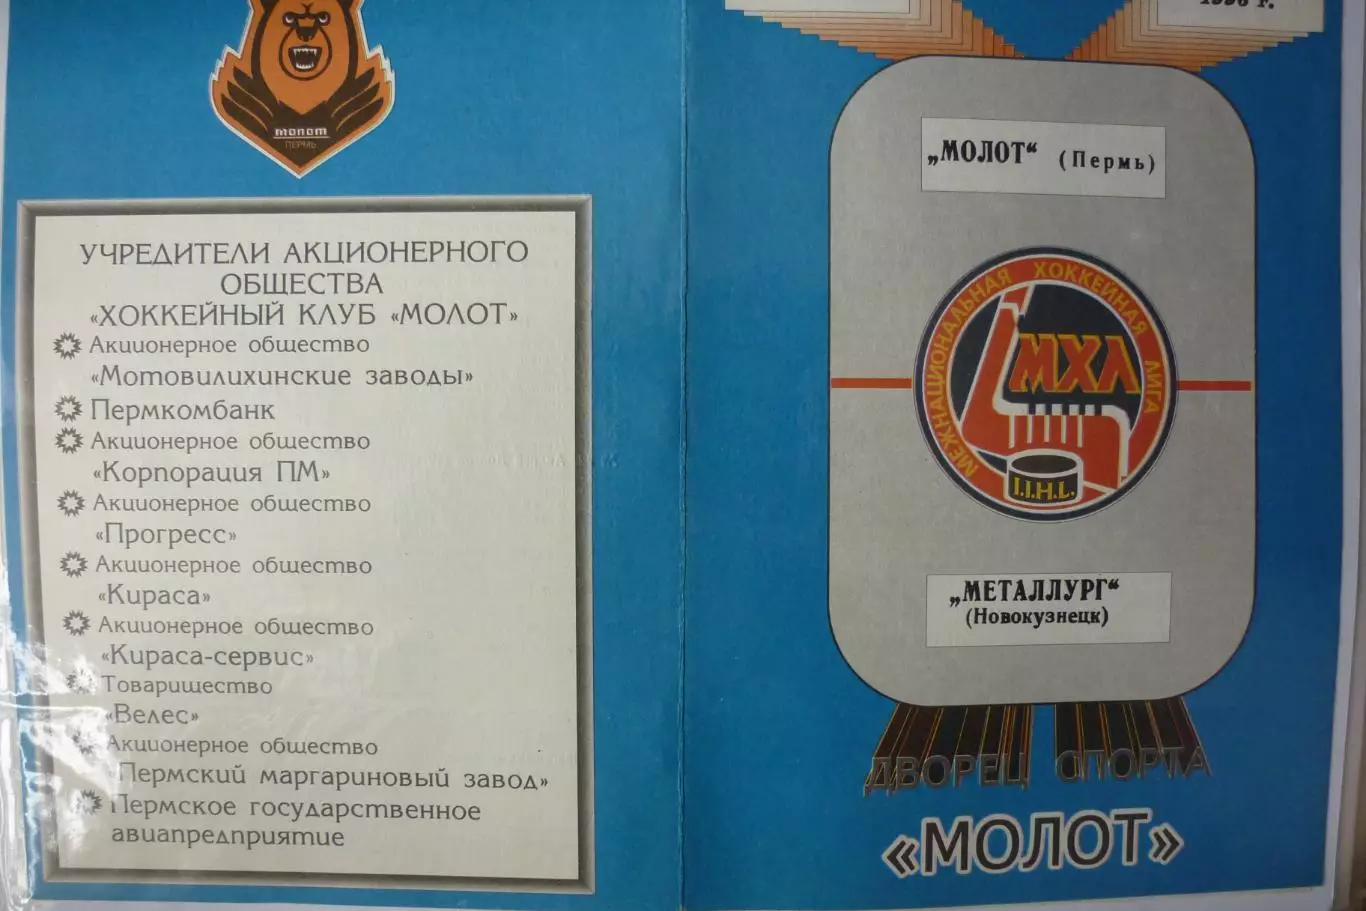 МОЛОТ
ПЕРМЬ
УЧРЕДИТЕЛИ АКЦИОНЕРНОГО
ОБЩЕСТВА
«ХОККЕЙНЫЙ КЛУБ «МОЛОТ»
Акционерное общество
«Мотовилихинские заводы»
Пермкомбанк
Акционерное общество
«Корпорация ПМ»
Акционерное общество
«Прогресс»
Акционерное общество
«Кираса»
Акционерное общество
«Кираса-сервис»
Товарищество
«Велес»
Акционерное общество
«Пермский маргариновый завод»
Пермское государственное
авиапредприятие
1996 г.
„МОЛОТ“ (Пермь)
МЕЖНАЦИОНАЛЬНАЯ ХОККЕЙНАЯ ЛИГА
МХЛ
I.I.H.L.
„МЕТАЛЛУРГ“
(Новокузнецк)
ДВОРЕЦ СПОРТА
«МОЛОТ»